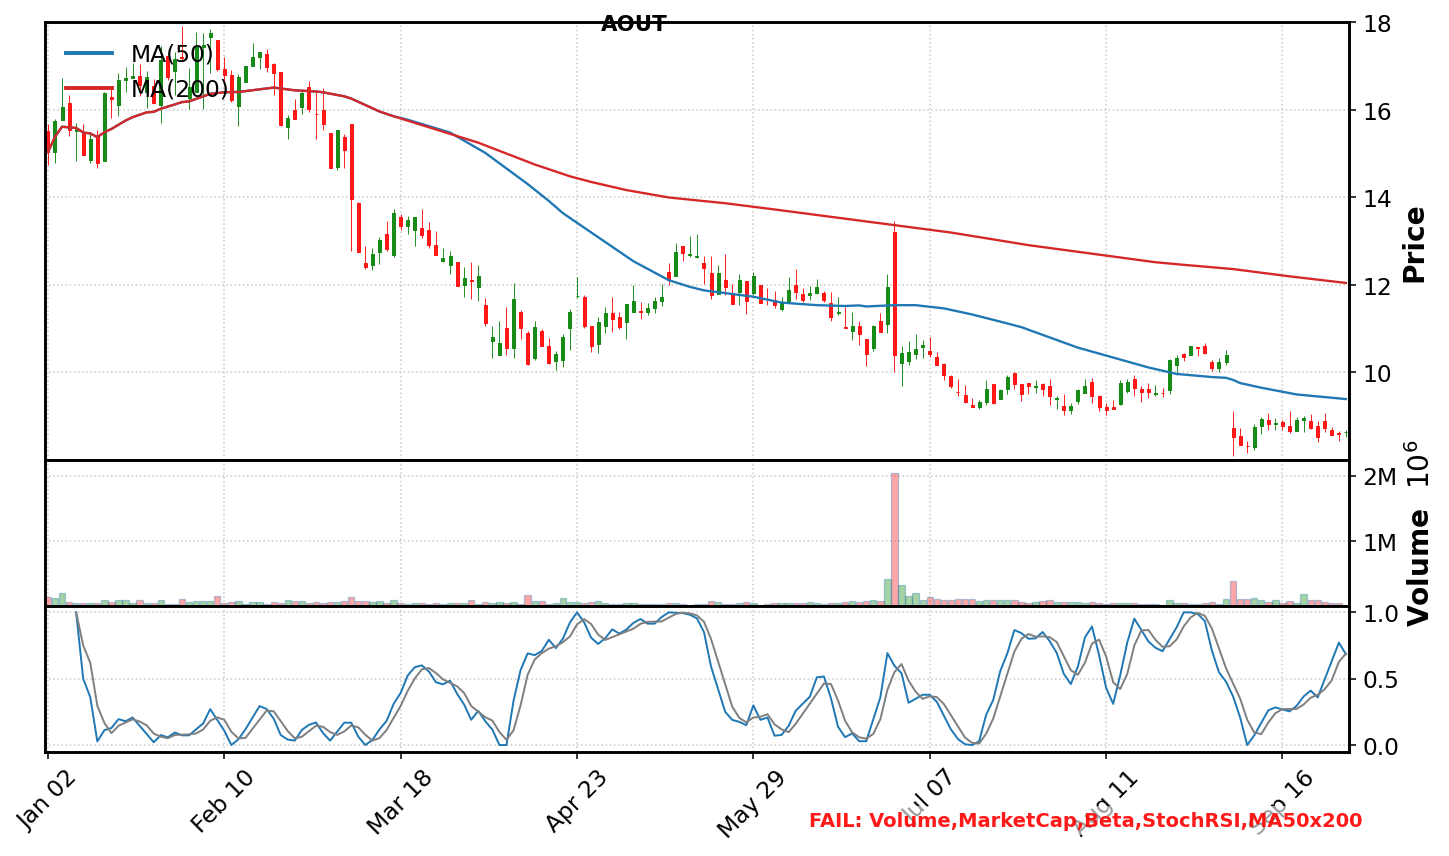 AOUT
MA(50)
MA(200)
18
16
14
12
10
Price
2M
1M
Volume 10^6
1.0
0.5
0.0
Jan 02
Feb 10
Mar 18
Apr 23
May 29
Jul 07
Aug 11
Sep 16
FAIL: Volume,MarketCap,Beta,StochRSI,MA50x200